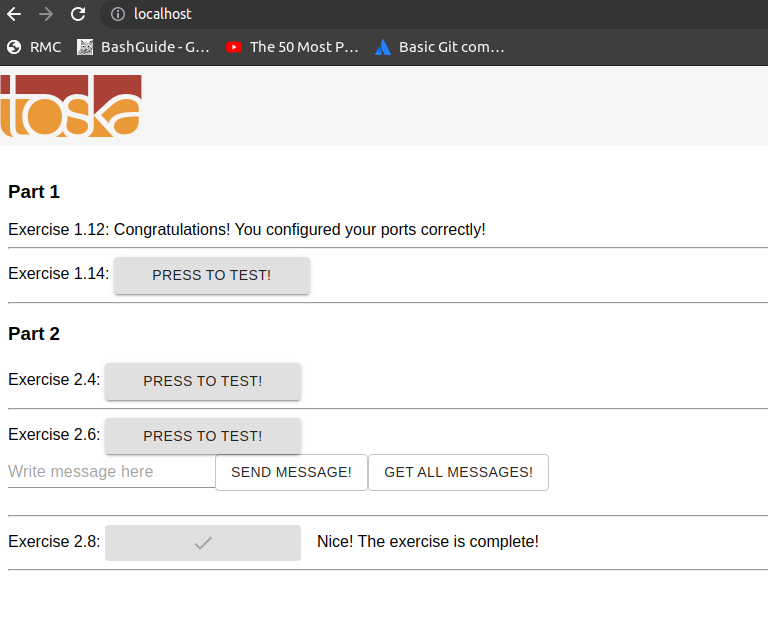 localhost
RMC BashGuide - G... The 50 Most P... Basic Git com...
toska
Part 1
Exercise 1.12: Congratulations! You configured your ports correctly!
Exercise 1.14: PRESS TO TEST!
Part 2
Exercise 2.4: PRESS TO TEST!
Exercise 2.6: PRESS TO TEST!
Write message here SEND MESSAGE! GET ALL MESSAGES!
Exercise 2.8: Nice! The exercise is complete!